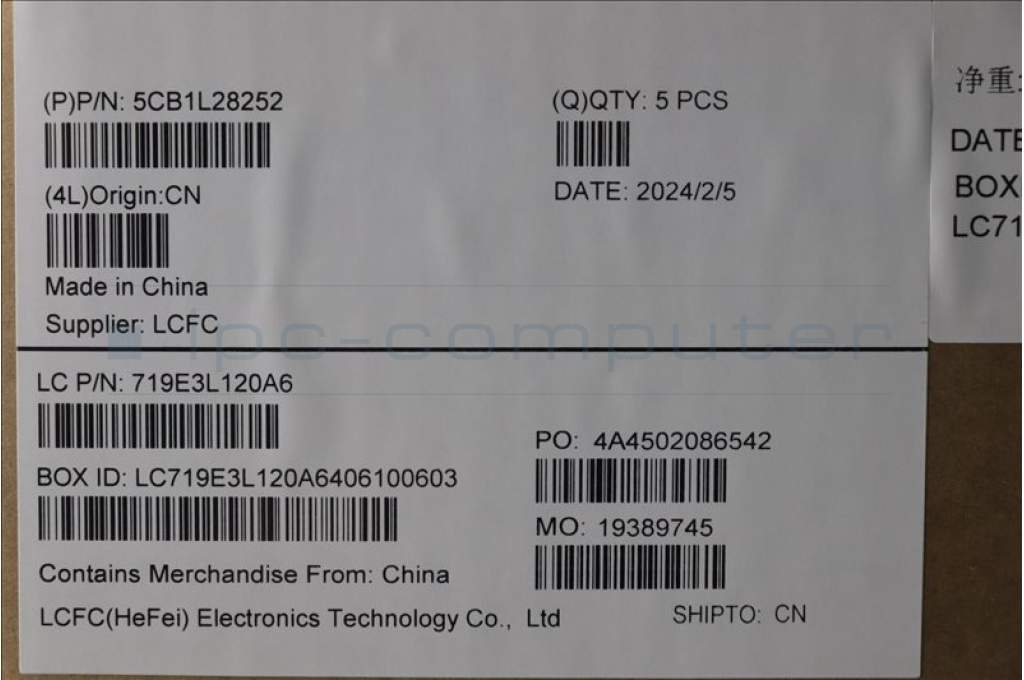 (P)P/N: 5CB1L28252
(Q)QTY: 5 PCS
(4L)Origin:CN
DATE: 2024/2/5
Made in China
Supplier: LCFC
ipc-computer
LC P/N: 719E3L120A6
PO: 4A4502086542
BOX ID: LC719E3L120A6406100603
MO: 19389745
Contains Merchandise From: China
LCFC(HeFei) Electronics Technology Co., Ltd
SHIPTO: CN
净重:
DATE
BOX
LC71